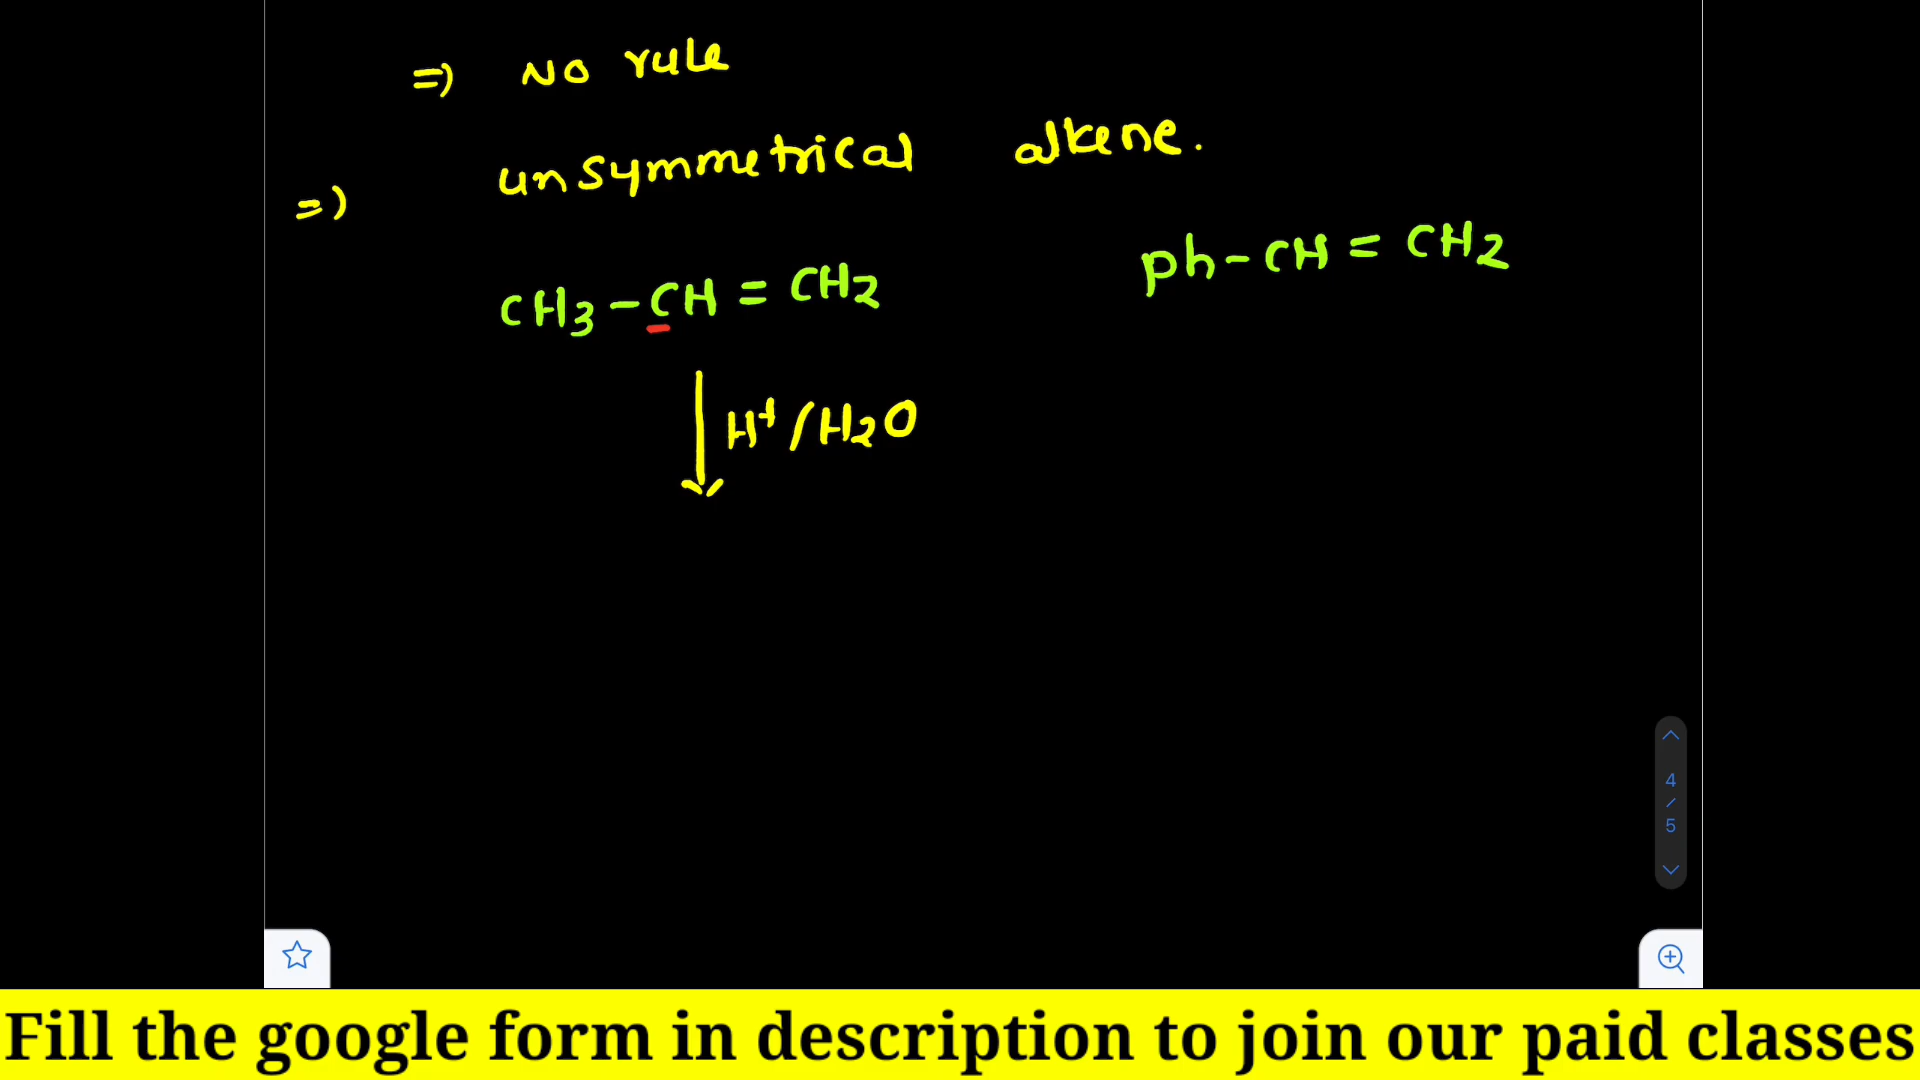 =) No rule
=) unsymmetrical alkene.
CH3 - CH = CH2 ph - CH = CH2
H+/H2O
4
/
5
Fill the google form in description to join our paid classes